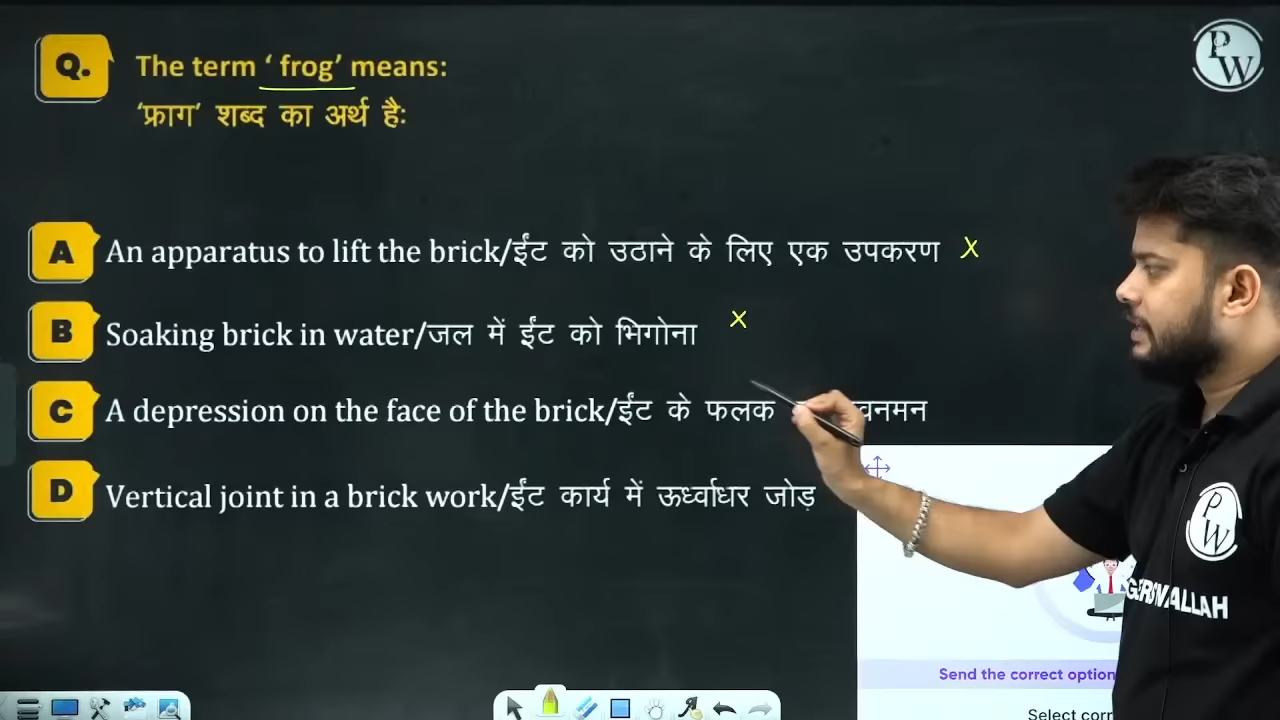 Q.
The term ‘ frog’ means:
‘फ्राग’ शब्द का अर्थ हैः
PW
A An apparatus to lift the brick/ईंट को उठाने के लिए एक उपकरण X
B Soaking brick in water/जल में ईंट को भिगोना X
C A depression on the face of the brick/ईंट के फलक
D Vertical joint in a brick work/ईंट कार्य में ऊर्ध्वाधर जोड़
PW
Send the correct option
Select